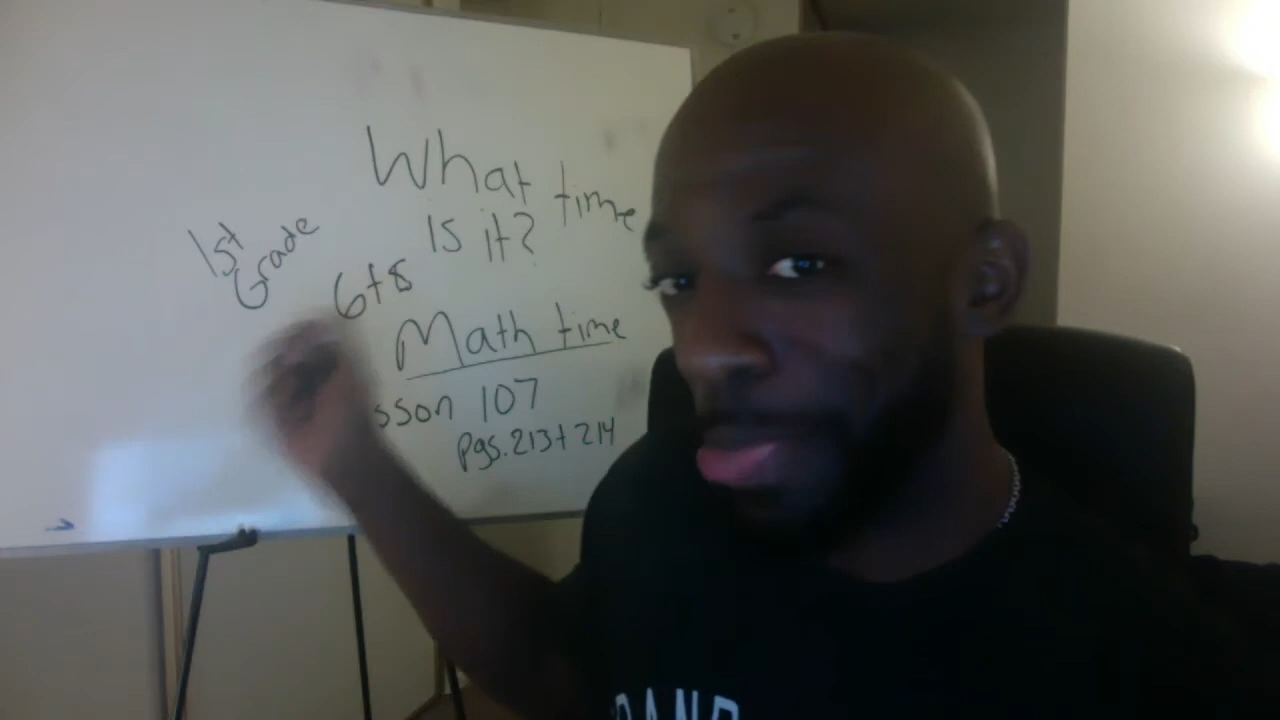 What time
Is it?
1st
Grade
6+8
Math time
sson 107
pgs. 213+214